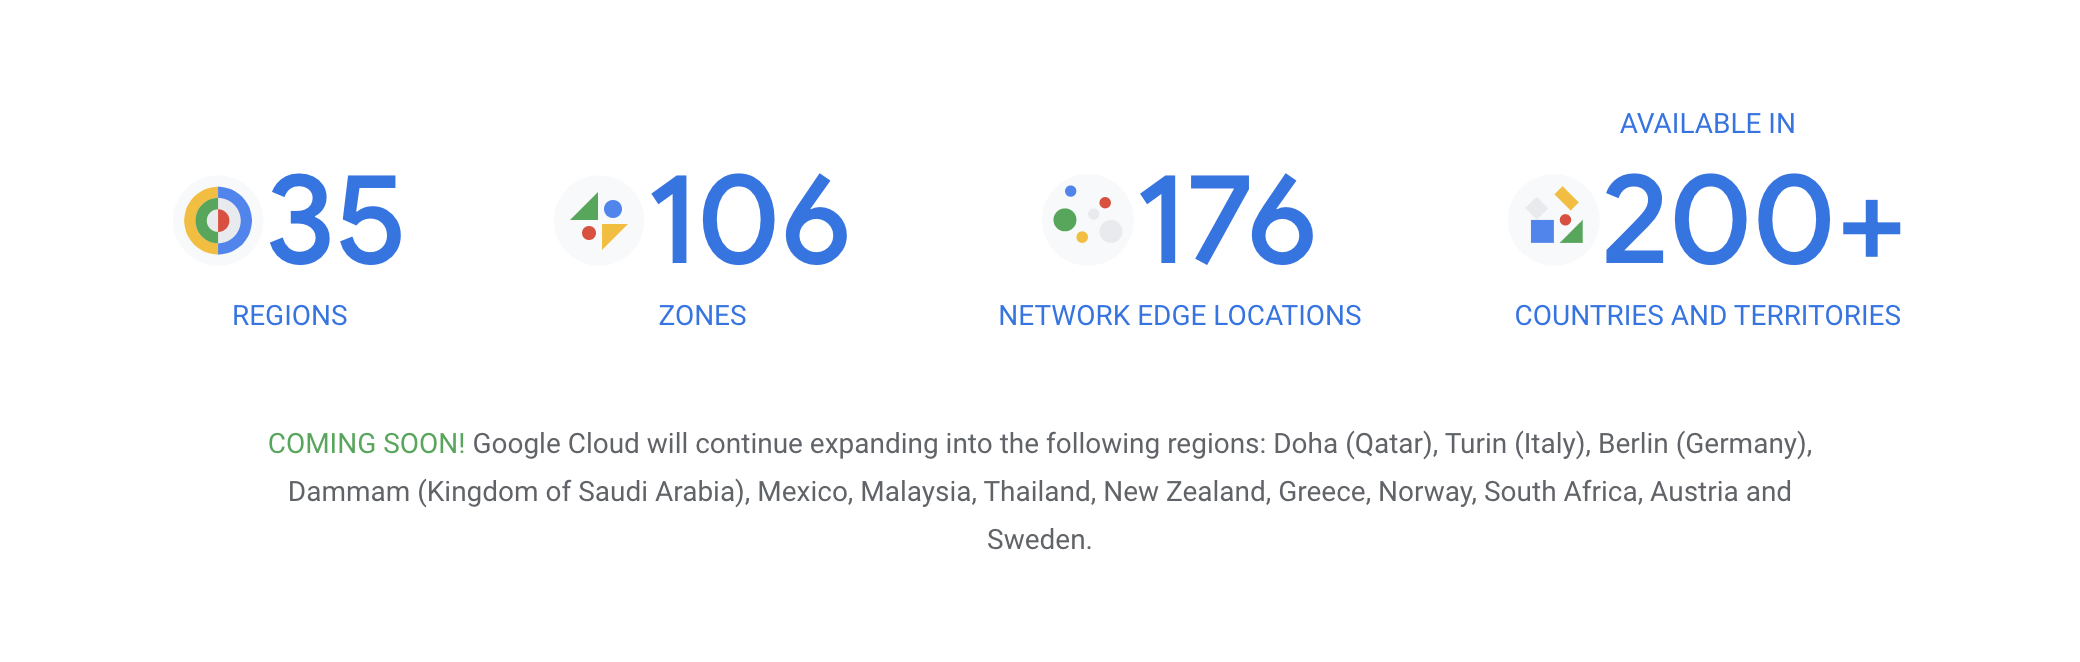 AVAILABLE IN
35
106
176
200+
REGIONS
ZONES
NETWORK EDGE LOCATIONS
COUNTRIES AND TERRITORIES
COMING SOON! Google Cloud will continue expanding into the following regions: Doha (Qatar), Turin (Italy), Berlin (Germany),
Dammam (Kingdom of Saudi Arabia), Mexico, Malaysia, Thailand, New Zealand, Greece, Norway, South Africa, Austria and
Sweden.